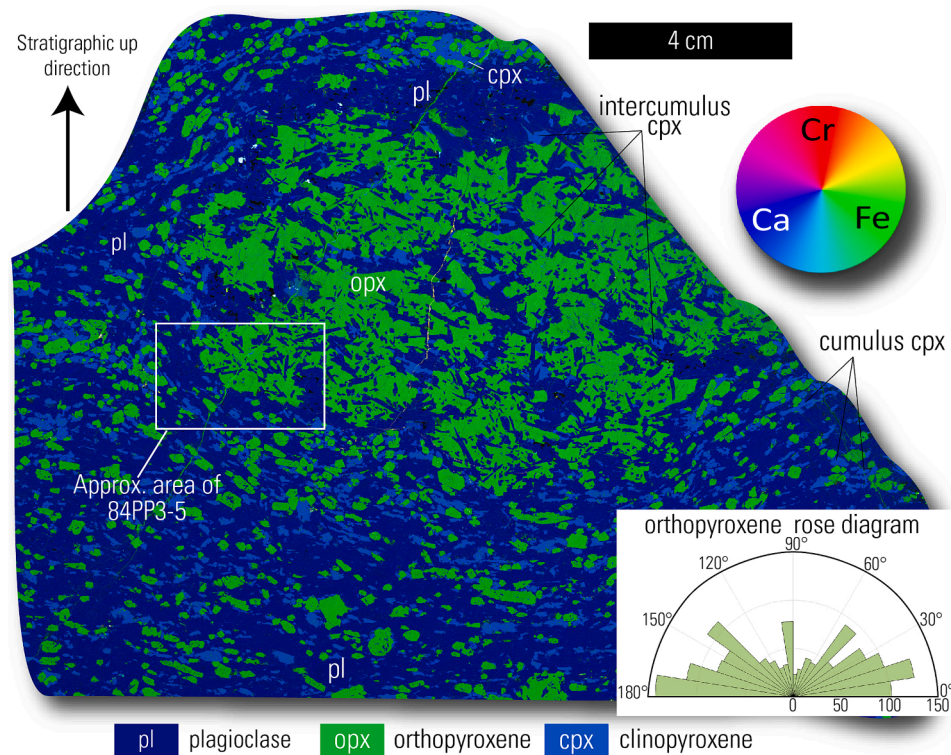 Stratigraphic up
direction
4 cm
cpx
pl
intercumulus
cpx
Cr
Ca
Fe
pl
opx
cumulus cpx
Approx. area of
84PP3-5
orthopyroxene rose diagram
90°
120°
60°
150°
30°
180°
0°
0 50 100 150
pl
pl plagioclase opx orthopyroxene cpx clinopyroxene